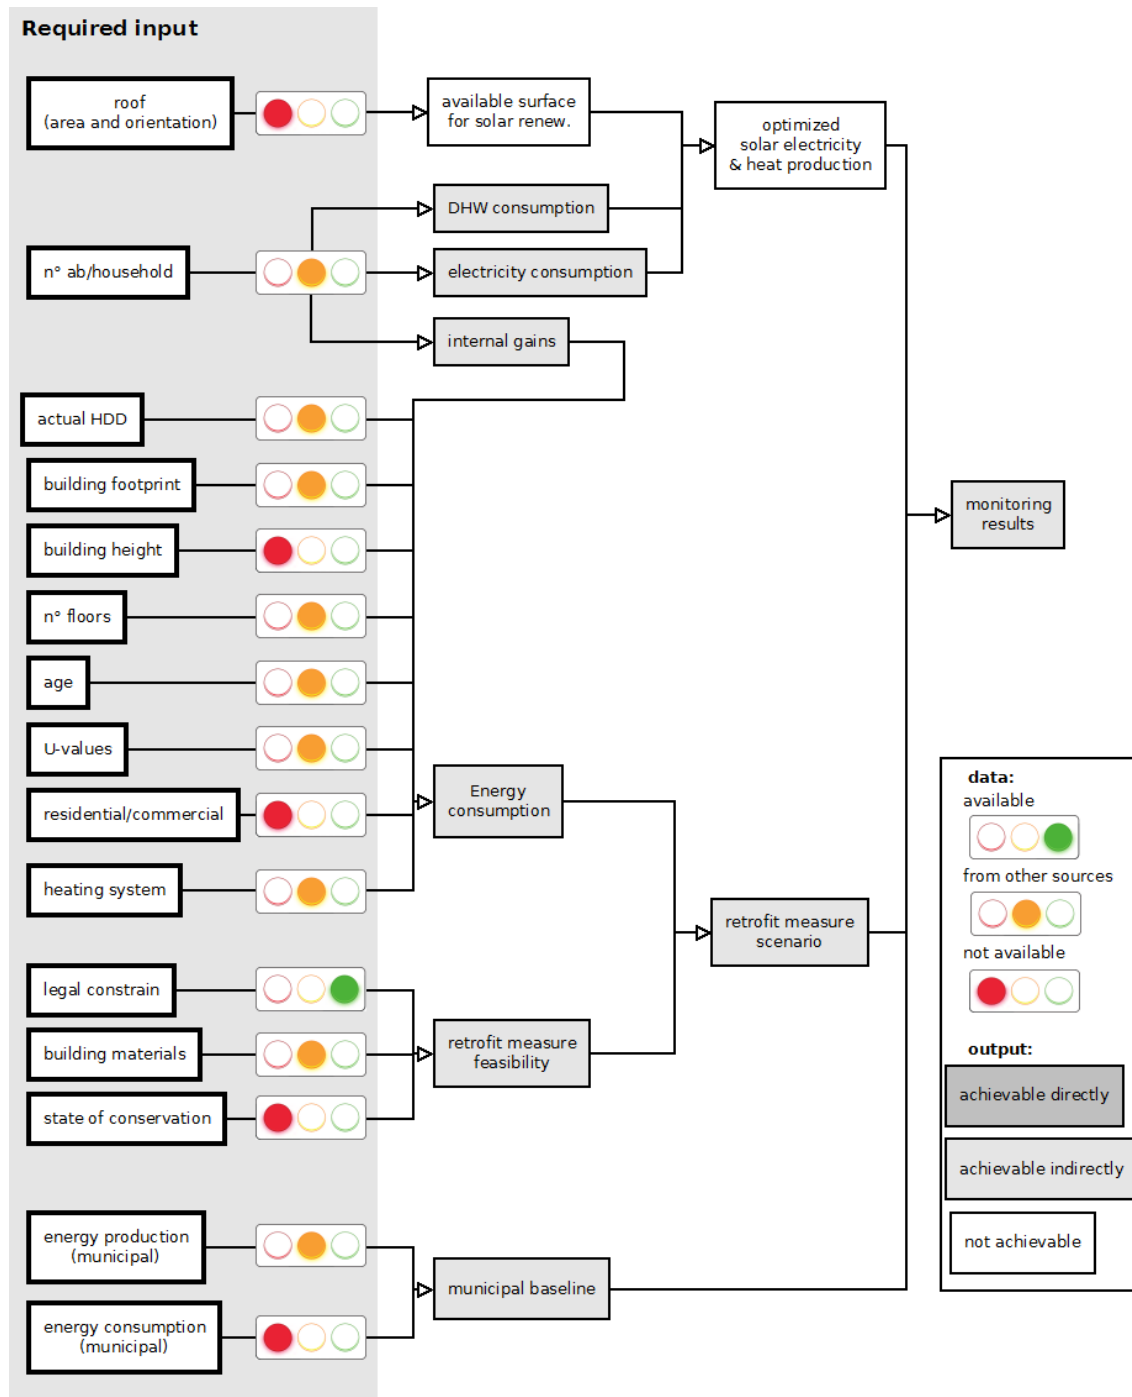 Required input
roof
(area and orientation)
available surface
for solar renew.
optimized
solar electricity
& heat production
DHW consumption
n° ab/household
electricity consumption
internal gains
actual HDD
building footprint
building height
monitoring
results
n° floors
age
U-values
residential/commercial
Energy
consumption
heating system
retrofit measure
scenario
legal constrain
building materials
retrofit measure
feasibility
state of conservation
energy production
(municipal)
municipal baseline
energy consumption
(municipal)
data:
available
from other sources
not available
output:
achievable directly
achievable indirectly
not achievable